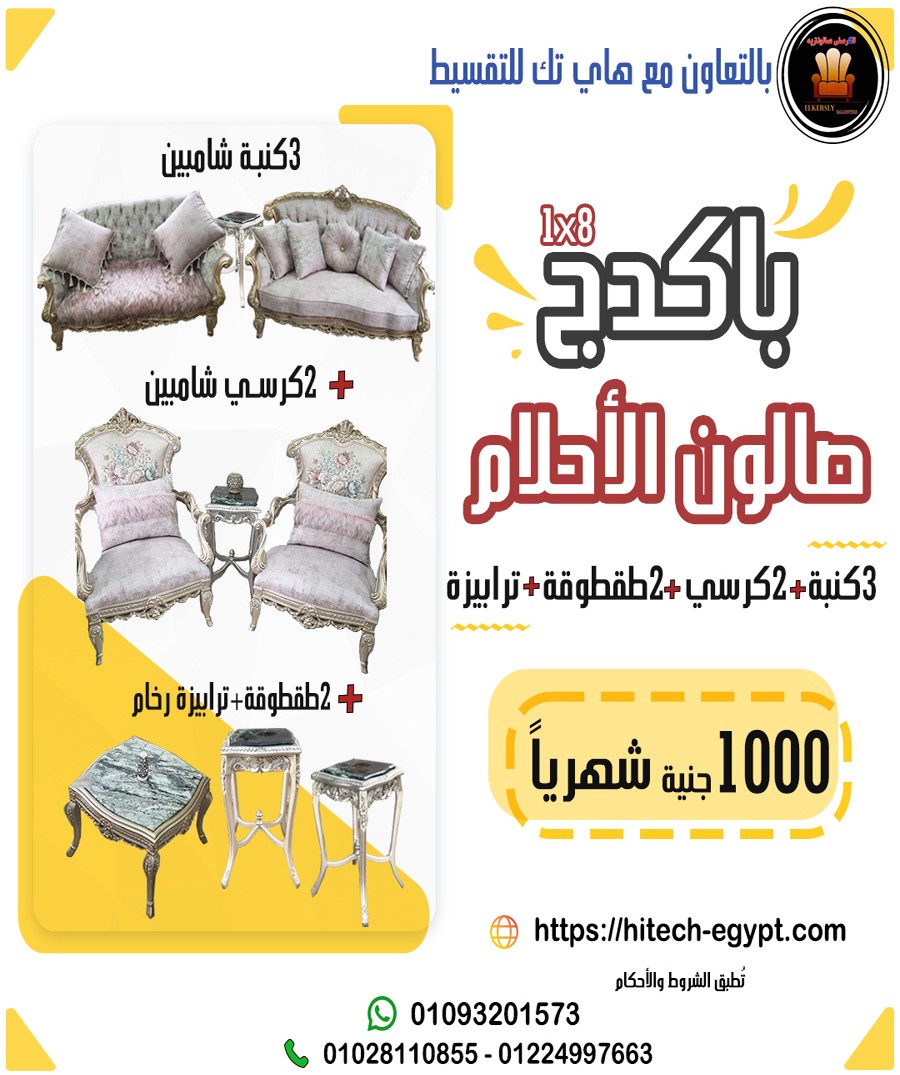 بالتعاون مع هاي تك للتقسيط
الكرسلي صالونتريه
ELKERSLY
3كنبة شامبين
1x8
باكدج
صالون الأحلام
+ 2كرسي شامبين
3كنبة+2كرسي+2طقطوقة+ترابيزة
+ 2طقطوقة+ترابيزة رخام
1000 جنية شهرياً
https://hitech-egypt.com
تُطبق الشروط والأحكام
01093201573
01028110855 - 01224997663